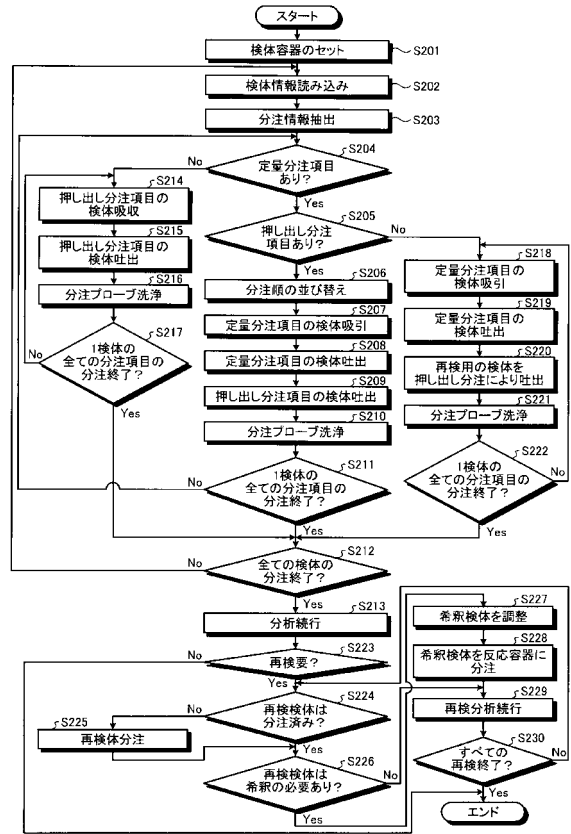 スタート
検体容器のセット
S201
検体情報読み込み
S202
分注情報抽出
S203
S204
定量分注項目
あり?
No
Yes
S214
押し出し分注項目の
検体吸収
S215
押し出し分注項目の
検体吐出
S216
分注プローブ洗浄
S217
1検体の
全ての分注項目の
分注終了?
No
Yes
S205
押し出し分注
項目あり?
No
Yes
S206
分注順の並び替え
S207
定量分注項目の検体吸引
S208
定量分注項目の検体吐出
S209
押し出し分注項目の検体吐出
S210
分注プローブ洗浄
S211
1検体の
全ての分注項目の
分注終了?
No
Yes
S218
定量分注項目の
検体吸引
S219
定量分注項目の
検体吐出
S220
再検用の検体を
押し出し分注により吐出
S221
分注プローブ洗浄
S222
1検体の
全ての分注項目の
分注終了?
No
Yes
S212
全ての検体の
分注終了?
No
Yes
S213
分析続行
S223
再検要?
No
Yes
S224
再検検体は
分注済み?
No
Yes
S225
再検体分注
S226
再検検体は
希釈の必要あり?
No
Yes
S227
希釈検体を調整
S228
希釈検体を反応容器に
分注
S229
再検分析続行
S230
すべての
再検終了?
No
Yes
エンド